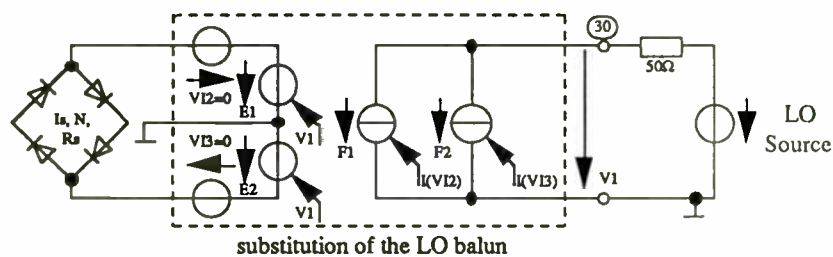 30
50Ω
VI2=0
E1
Is, N,
Rs
V1
LO
Source
VI3=0
F1
F2
E2
I(VI2)
I(VI3)
V1
V1
substitution of the LO balun